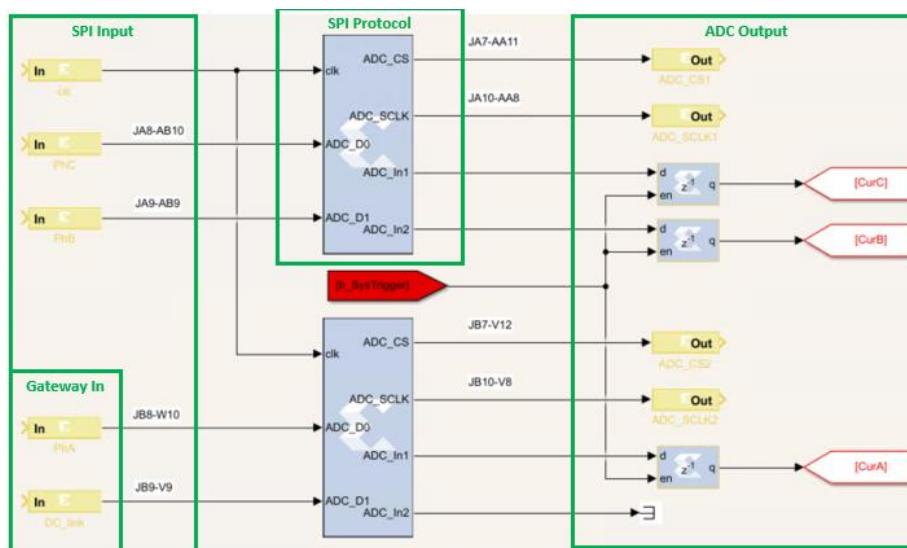 SPI Input
SPI Protocol
ADC Output
In
clk
ADC_CS
JA7-AA11
Out
ADC_CS1
In
PhC
JA8-AB10
ADC_D0
ADC_SCLK
JA10-AA8
Out
ADC_SCLK1
ADC_In1
d
en
z-1
q
[CurC]
In
PhB
JA9-AB9
ADC_D1
ADC_In2
d
en
z-1
q
[CurB]
[b_SysTrigger]
clk
ADC_CS
JB7-V12
Out
ADC_CS2
Gateway In
In
PhA
JB8-W10
ADC_D0
ADC_SCLK
JB10-V8
Out
ADC_SCLK2
ADC_In1
d
en
z-1
q
[CurA]
In
DC_link
JB9-V9
ADC_D1
ADC_In2